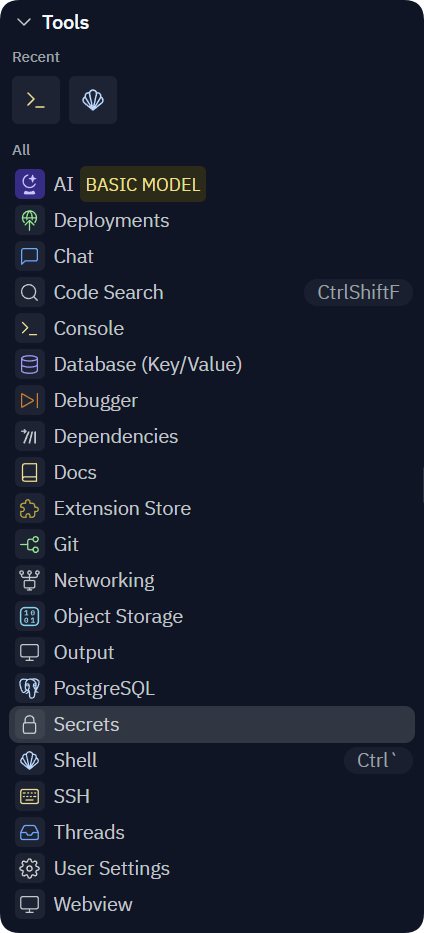 Tools
Recent
All
AI BASIC MODEL
Deployments
Chat
Code Search CtrlShiftF
Console
Database (Key/Value)
Debugger
Dependencies
Docs
Extension Store
Git
Networking
Object Storage
Output
PostgreSQL
Secrets
Shell Ctrl`
SSH
Threads
User Settings
Webview